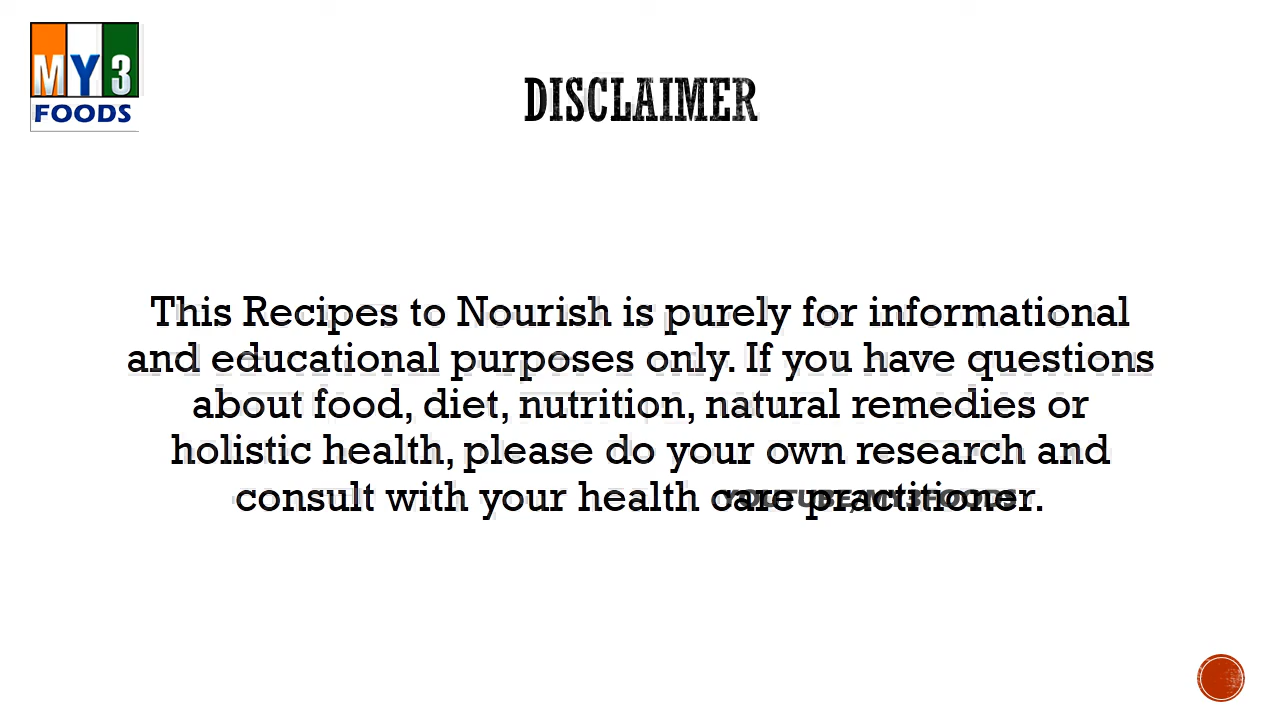 MY3
FOODS
DISCLAIMER
This Recipes to Nourish is purely for informational
and educational purposes only. If you have questions
about food, diet, nutrition, natural remedies or
holistic health, please do your own research and
consult with your health care practitioner.
YOUTUBE/MY3FOODS